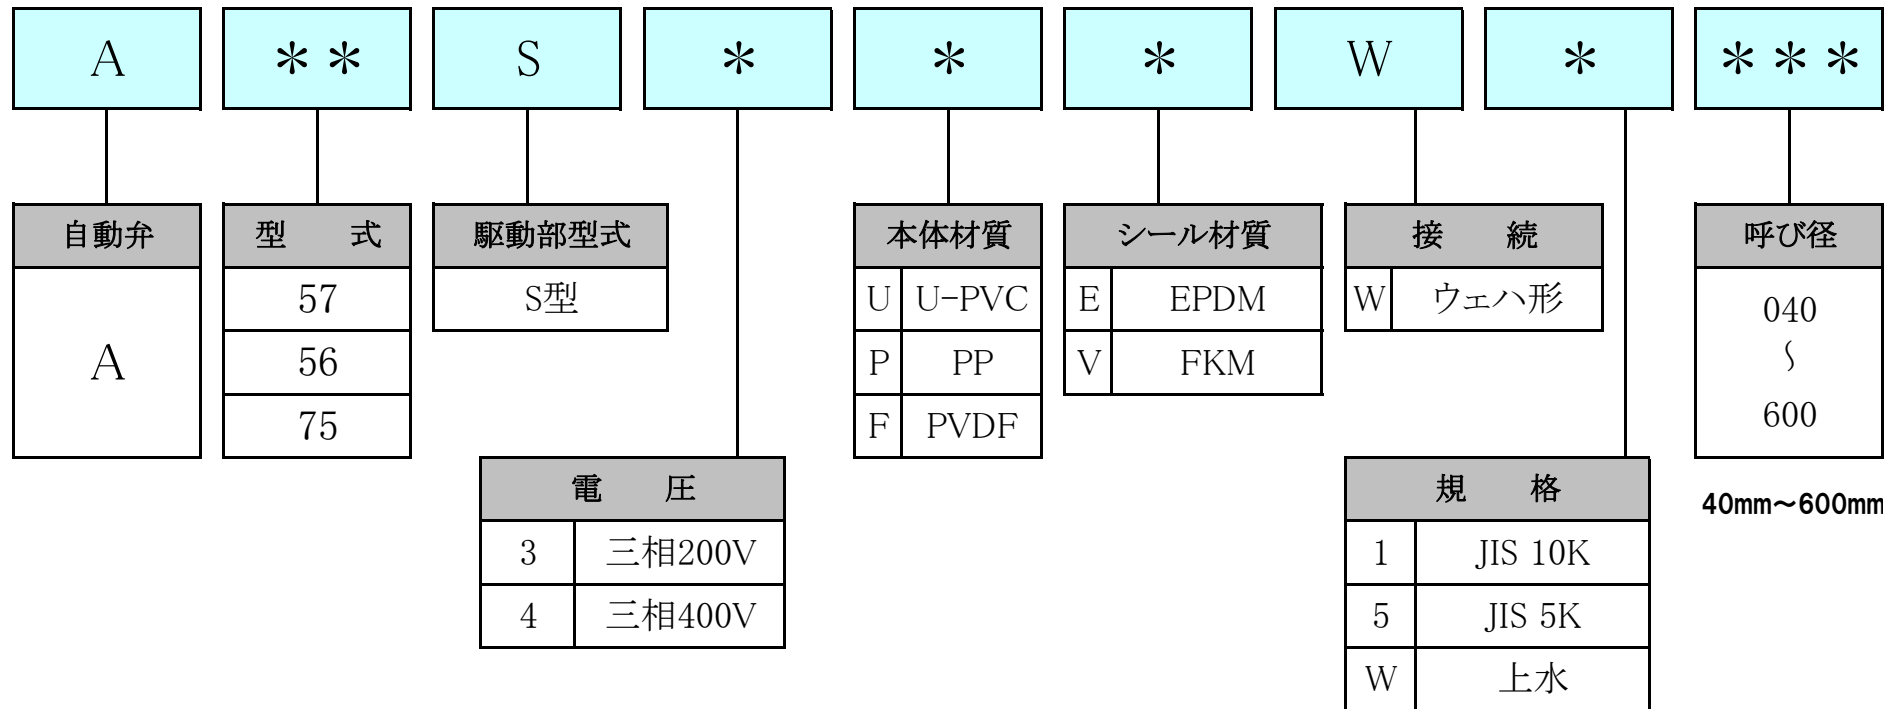 A ＊＊ S ＊ ＊ ＊ W ＊ ＊＊＊
自動弁 型　式 駆動部型式 本体材質 シール材質 接　続 呼び径
57 S型 U U-PVC E EPDM W ウェハ形 040
A 56 P PP V FKM ～
75 F PVDF 600
電　圧 規　格 40mm～600mm
3 三相200V 1 JIS 10K
4 三相400V 5 JIS 5K
W 上水